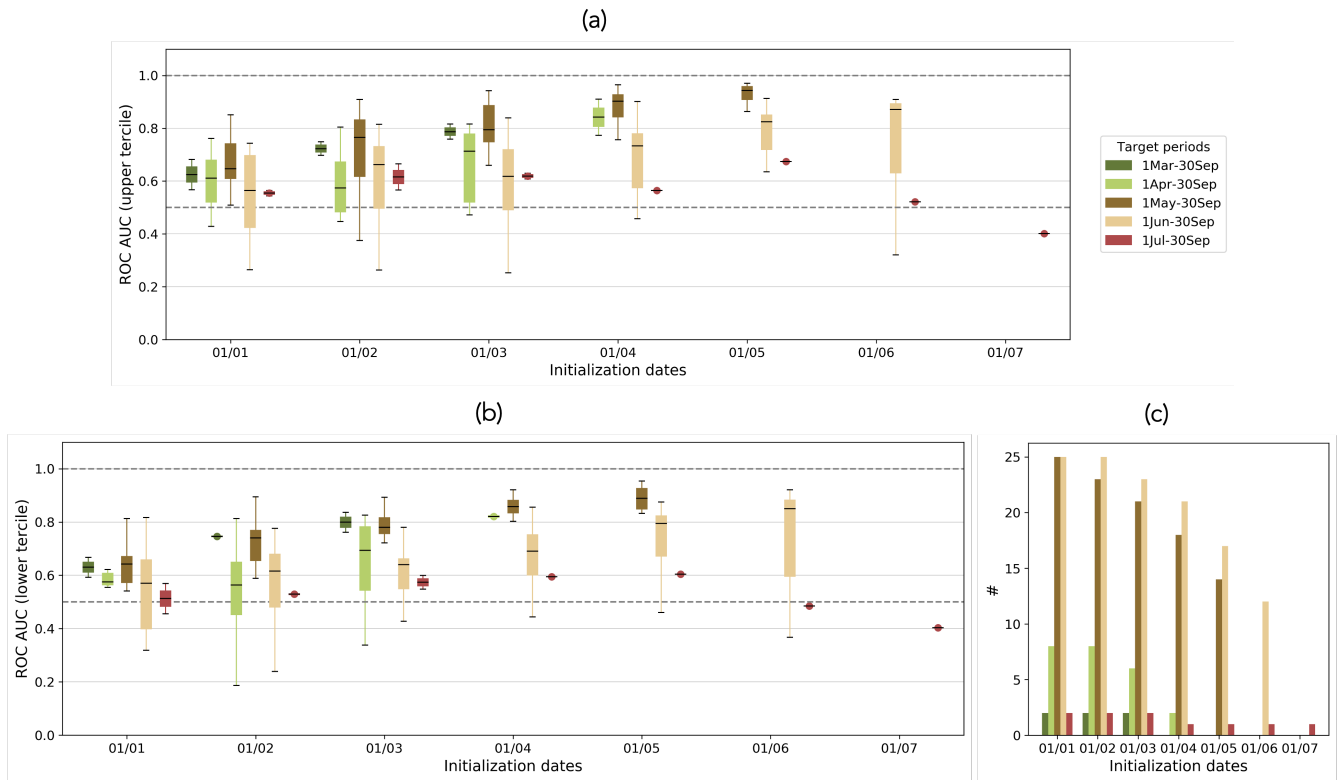 (a)
ROC AUC (upper tercile)
1.0
0.8
0.6
0.4
0.2
0.0
01/01 01/02 01/03 01/04 01/05 01/06 01/07
Initialization dates
Target periods
1Mar-30Sep
1Apr-30Sep
1May-30Sep
1Jun-30Sep
1Jul-30Sep
(b)
ROC AUC (lower tercile)
1.0
0.8
0.6
0.4
0.2
0.0
01/01 01/02 01/03 01/04 01/05 01/06 01/07
Initialization dates
(c)
#
25
20
15
10
5
0
01/01 01/02 01/03 01/04 01/05 01/06 01/07
Initialization dates